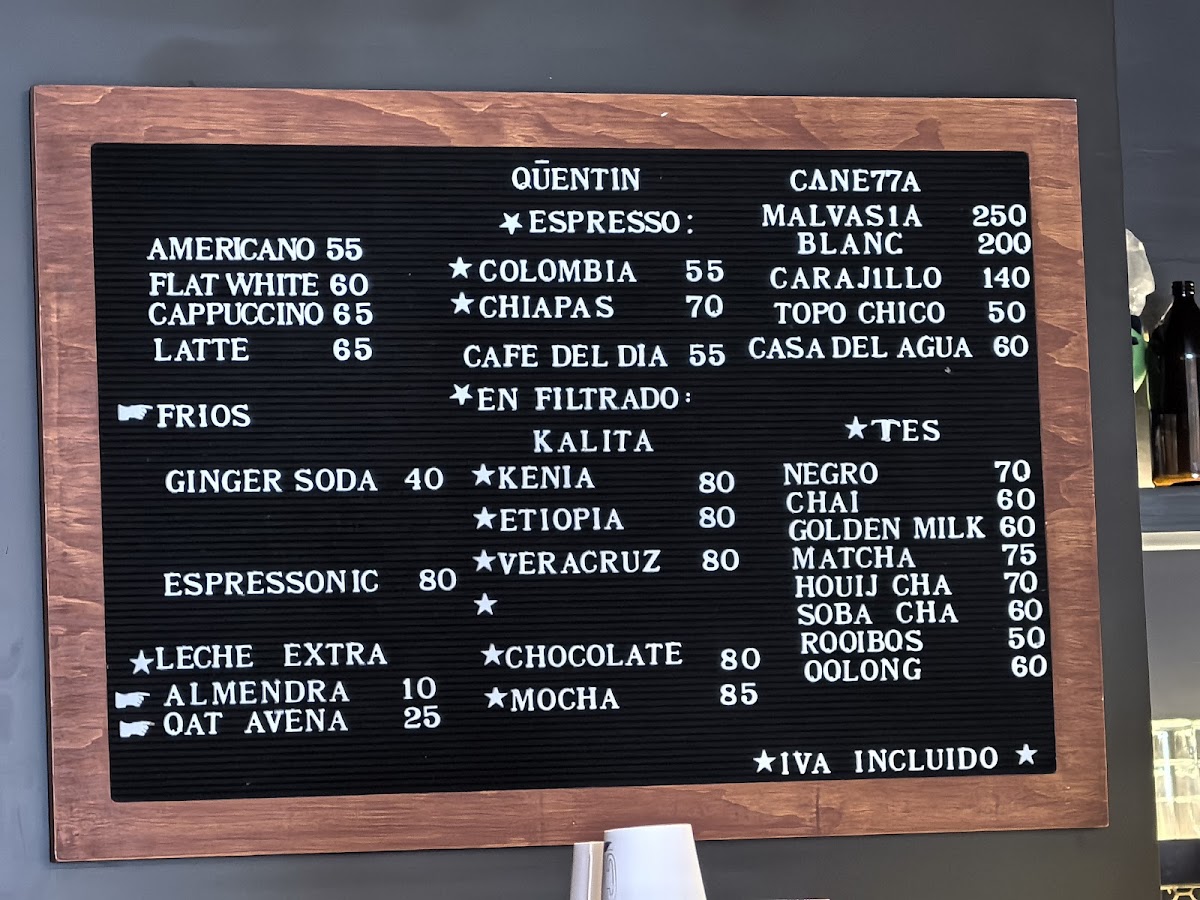 AMERICANO 55
FLAT WHITE 60
CAPPUCCINO 65
LATTE 65
FRIOS
GINGER SODA 40
ESPRESSONIC 80
★LECHE EXTRA
ALMENDRA 10
OAT AVENA 25
QŪENTIN
★ESPRESSO:
★COLOMBIA 55
★CHIAPAS 70
CAFE DEL DIA 55
★EN FILTRADO:
KALITA
★KENIA 80
★ETIOPIA 80
★VERACRUZ 80
★
★CHOCOLATE 80
★MOCHA 85
CΛNE77A
MALVAS1A 250
BLANC 200
CARAJ1LLO 140
TOPO CHICO 50
CASA DEL AGUA 60
★TES
NEGRO 70
CHAI 60
GOLDEN MILK 60
MATCHA 75
HOUIJ CHA 70
SOBA CHA 60
ROOIBOS 50
OOLONG 60
★IVA INCLUIDO ★